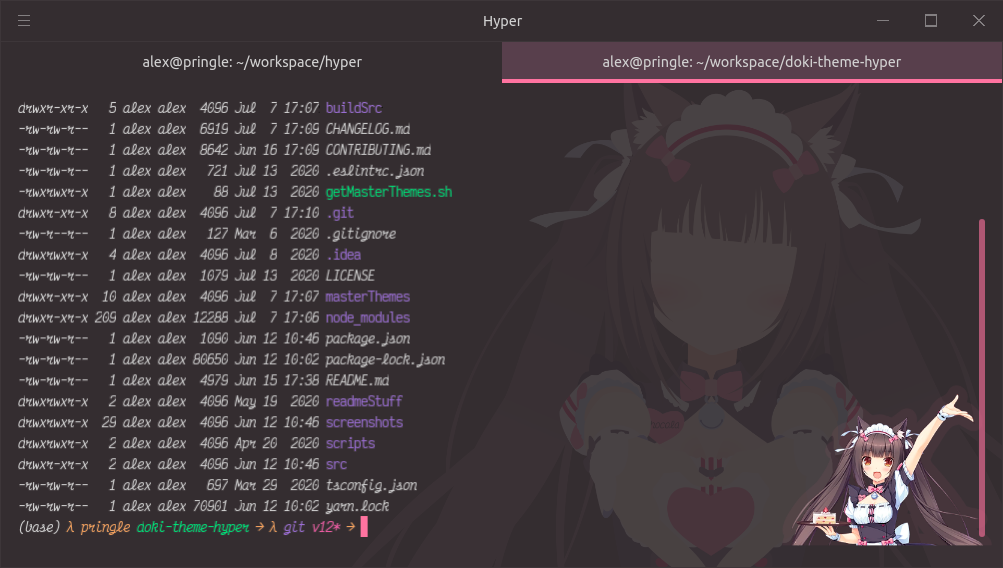 Hyper
alex@pringle: ~/workspace/hyper
alex@pringle: ~/workspace/doki-theme-hyper
drwxr-xr-x 5 alex alex 4096 Jul 7 17:07 buildSrc
-rw-rw-r-- 1 alex alex 6919 Jul 7 17:09 CHANGELOG.md
-rw-rw-r-- 1 alex alex 8642 Jun 16 17:09 CONTRIBUTING.md
-rw-rw-r-- 1 alex alex 721 Jul 13 2020 .eslintrc.json
-rwxrwxr-x 1 alex alex 88 Jul 13 2020 getMasterThemes.sh
drwxr-xr-x 8 alex alex 4096 Jul 7 17:10 .git
-rw-r--r-- 1 alex alex 127 Mar 6 2020 .gitignore
drwxrwxr-x 4 alex alex 4096 Jul 8 2020 .idea
-rw-rw-r-- 1 alex alex 1079 Jul 13 2020 LICENSE
drwxr-xr-x 10 alex alex 4096 Jul 7 17:07 masterThemes
drwxr-xr-x 209 alex alex 12288 Jul 7 17:06 node_modules
-rw-rw-r-- 1 alex alex 1090 Jun 12 10:46 package.json
-rw-rw-r-- 1 alex alex 80650 Jun 12 10:02 package-lock.json
-rw-rw-r-- 1 alex alex 4979 Jun 15 17:38 README.md
drwxrwxr-x 2 alex alex 4096 May 19 2020 readmeStuff
drwxrwxr-x 29 alex alex 4096 Jun 12 10:46 screenshots
drwxrwxr-x 2 alex alex 4096 Apr 20 2020 scripts
drwxrwxr-x 2 alex alex 4096 Jun 12 10:46 src
-rw-rw-r-- 1 alex alex 697 Mar 29 2020 tsconfig.json
-rw-rw-r-- 1 alex alex 70901 Jun 12 10:02 yarn.lock
(base) λ pringle doki-theme-hyper → λ git v12* →